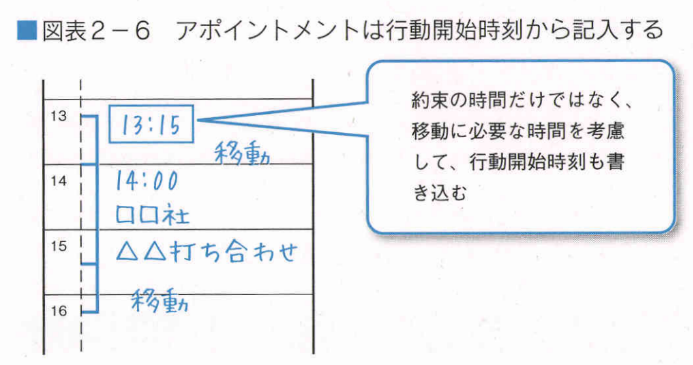 ■図表2－6　アポイントメントは行動開始時刻から記入する
約束の時間だけではなく、
移動に必要な時間を考慮
して、行動開始時刻も書
き込む
13
13:15
移動
14
14:00
□□社
15
△△打ち合わせ
16
移動